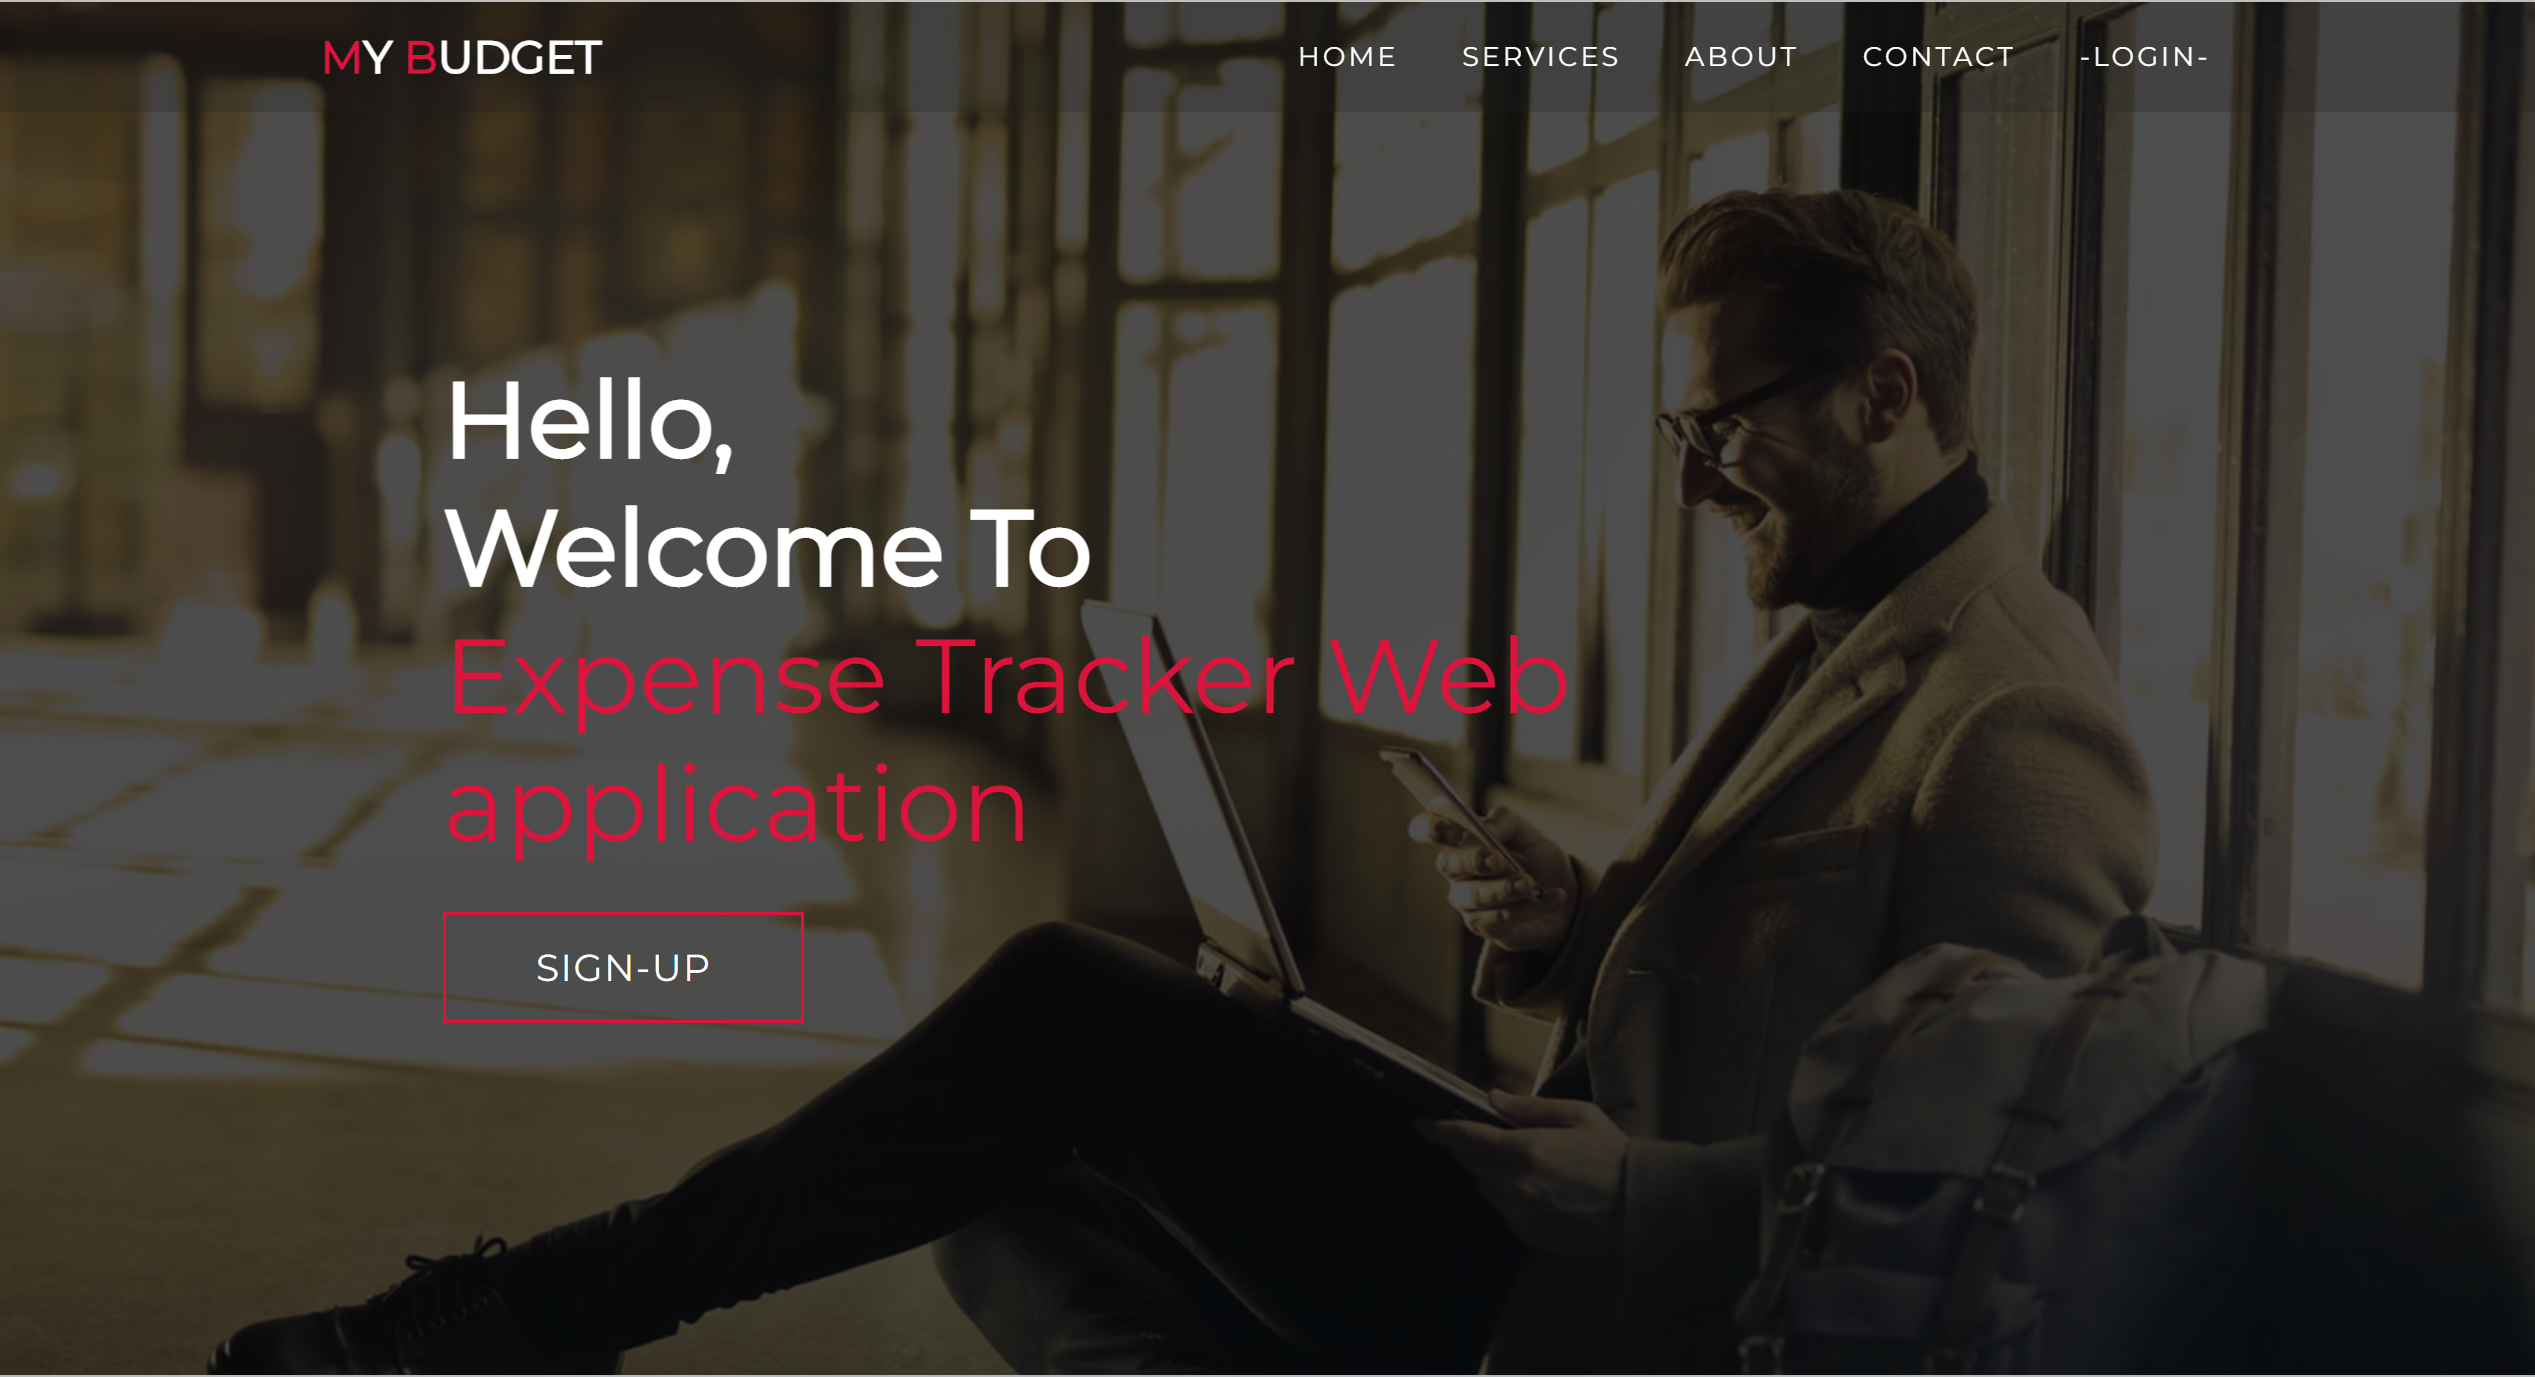 MY BUDGET
HOME SERVICES ABOUT CONTACT -LOGIN-
Hello,
Welcome To
Expense Tracker Web
application
SIGN-UP